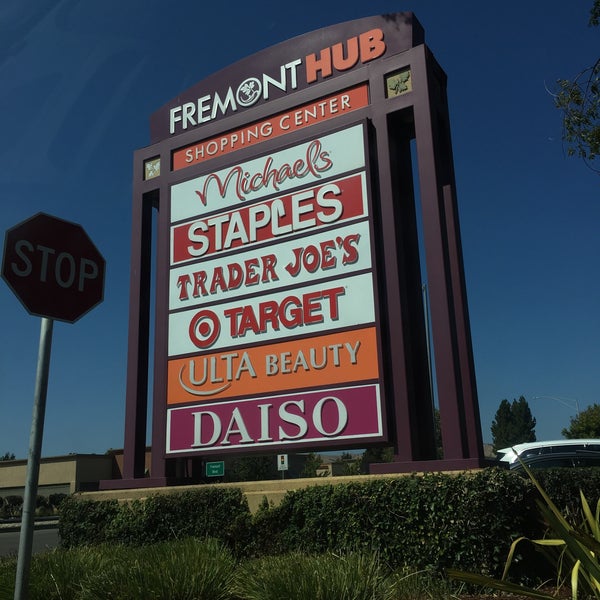 FREMONT HUB
SHOPPING CENTER
Michaels
STAPLES
TRADER JOE'S
TARGET
ULTA BEAUTY
DAISO
STOP